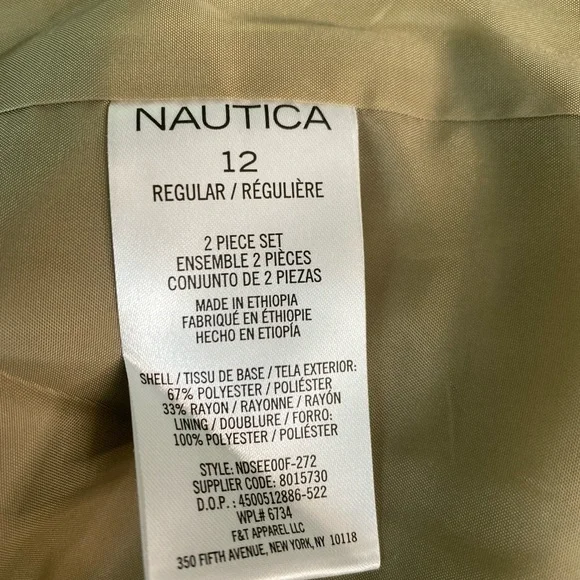 NAUTICA
12
REGULAR / RÉGULIÈRE
2 PIECE SET
ENSEMBLE 2 PIÈCES
CONJUNTO DE 2 PIEZAS
MADE IN ETHIOPIA
FABRIQUÉ EN ÉTHIOPIE
HECHO EN ETIOPÍA
SHELL / TISSU DE BASE / TELA EXTERIOR:
67% POLYESTER / POLIÉSTER
33% RAYON / RAYONNE / RAYÓN
LINING / DOUBLURE / FORRO:
100% POLYESTER / POLIÉSTER
STYLE: NDSEE00F-272
SUPPLIER CODE: 8015730
D.O.P. : 4500512886-522
WPL# 6734
F&T APPAREL LLC
350 FIFTH AVENUE, NEW YORK, NY 10118